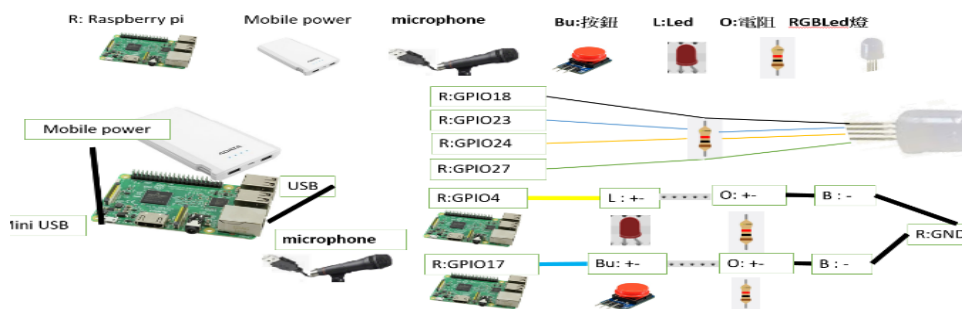 R: Raspberry pi
Mobile power
microphone
Bu:按鈕
L:Led
O:電阻
RGBLed燈
R:GPIO18
R:GPIO23
R:GPIO24
R:GPIO27
Mobile power
USB
Mini USB
microphone
R:GPIO4
L : +-
O: +-
B : -
R:GND
R:GPIO17
Bu: +-
O: +-
B : -